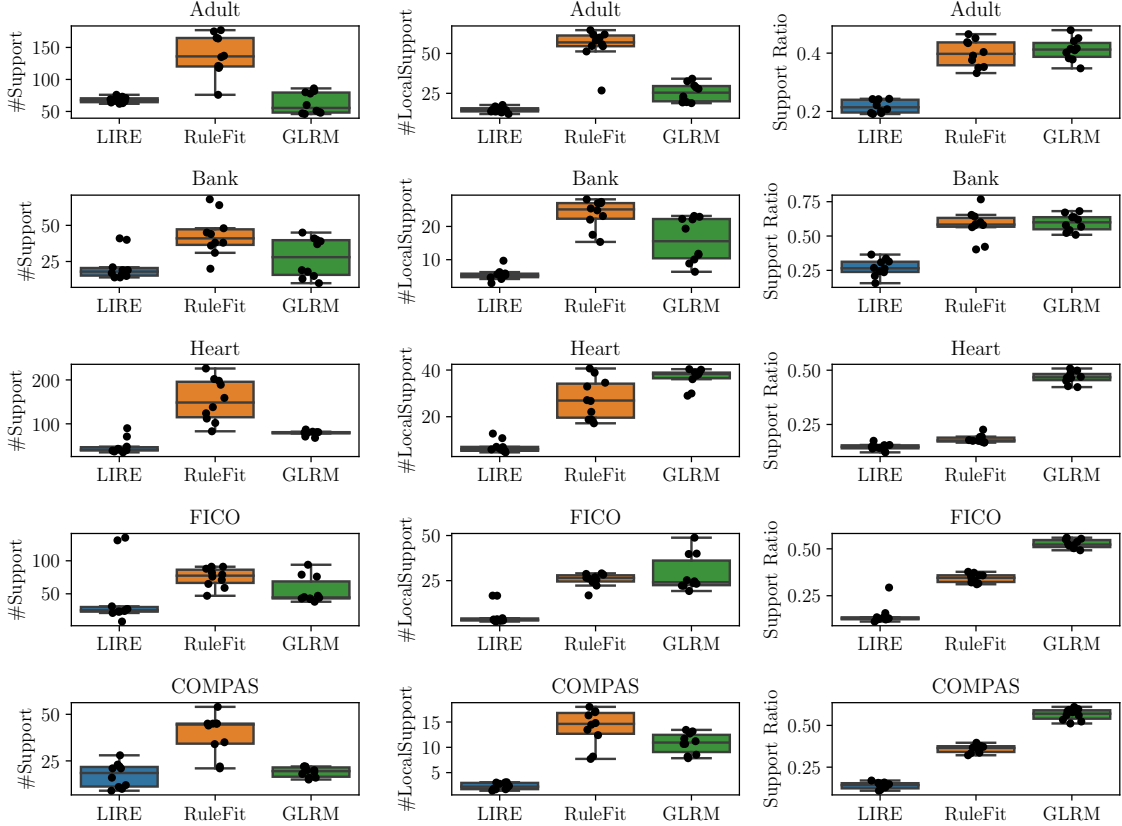 Adult
Adult
Adult
#Support
150
100
50
LIRE RuleFit GLRM
#LocalSupport
50
25
LIRE RuleFit GLRM
Support Ratio
0.4
0.2
LIRE RuleFit GLRM
Bank
Bank
Bank
#Support
50
25
LIRE RuleFit GLRM
#LocalSupport
20
10
LIRE RuleFit GLRM
Support Ratio
0.75
0.50
0.25
LIRE RuleFit GLRM
Heart
Heart
Heart
#Support
200
100
LIRE RuleFit GLRM
#LocalSupport
40
20
LIRE RuleFit GLRM
Support Ratio
0.50
0.25
LIRE RuleFit GLRM
FICO
FICO
FICO
#Support
100
50
LIRE RuleFit GLRM
#LocalSupport
50
25
LIRE RuleFit GLRM
Support Ratio
0.50
0.25
LIRE RuleFit GLRM
COMPAS
COMPAS
COMPAS
#Support
50
25
LIRE RuleFit GLRM
#LocalSupport
15
10
5
LIRE RuleFit GLRM
Support Ratio
0.50
0.25
LIRE RuleFit GLRM